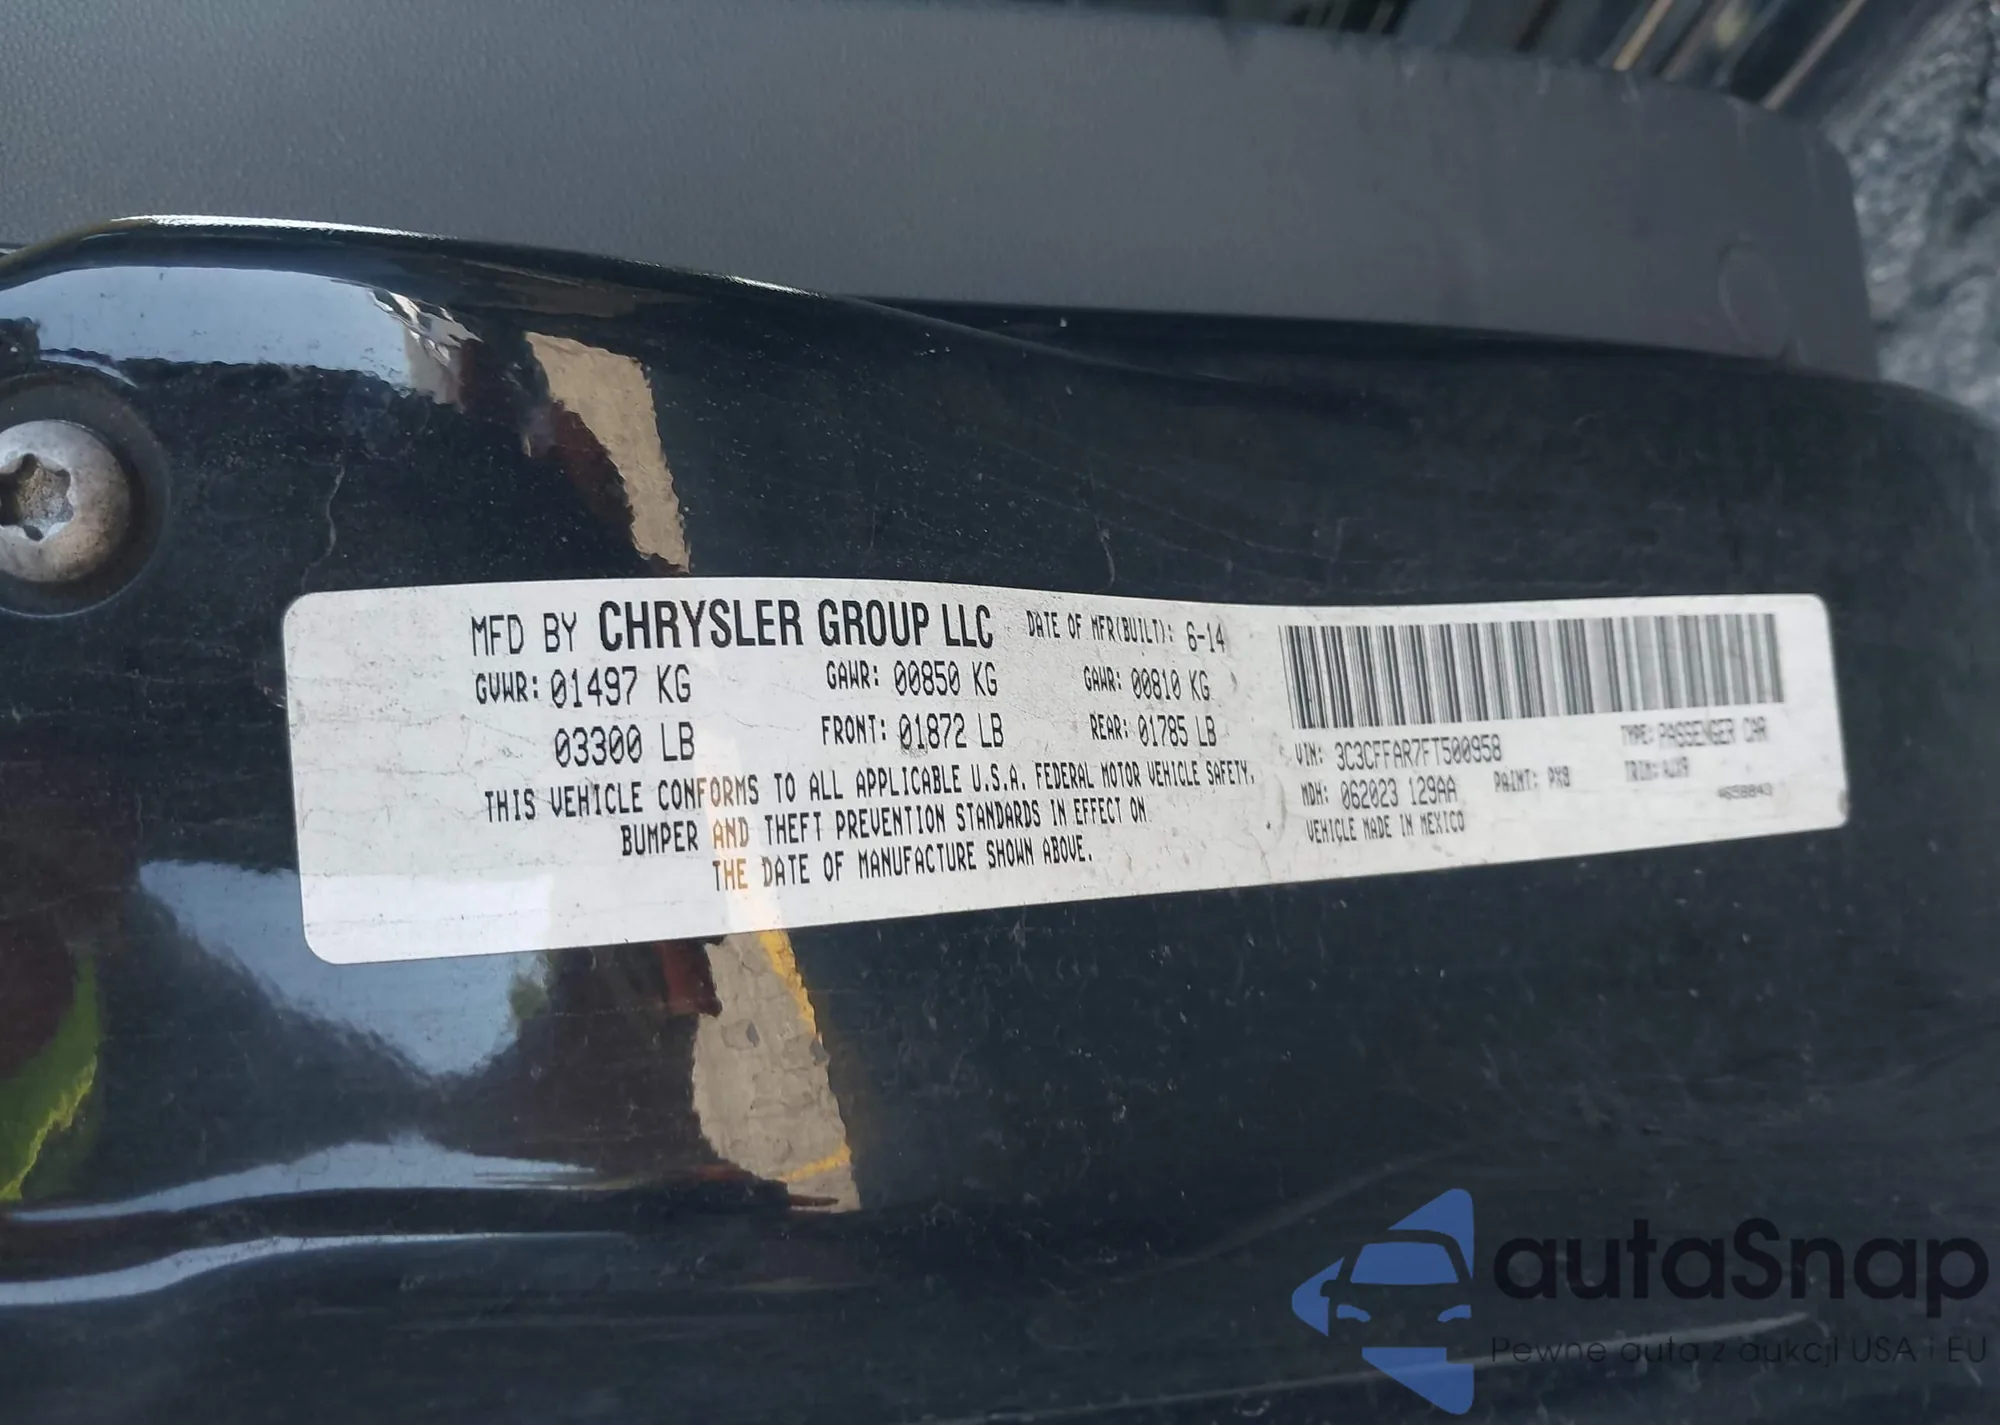 MFD BY CHRYSLER GROUP LLC DATE OF MFR(BUILT): 6-14
GVWR: 01497 KG GAWR: 00850 KG GAWR: 00810 KG
03300 LB FRONT: 01872 LB REAR: 01785 LB
THIS VEHICLE CONFORMS TO ALL APPLICABLE U.S.A. FEDERAL MOTOR VEHICLE SAFETY,
BUMPER AND THEFT PREVENTION STANDARDS IN EFFECT ON
THE DATE OF MANUFACTURE SHOWN ABOVE.
VIN: 3C3CFFAR7FT500958 TYPE: PASSENGER CAR
MDH: 062023 129AA PAINT: PX8 TRIM:
VEHICLE MADE IN MEXICO
autaSnap
Pewne auta z aukcji USA i EU